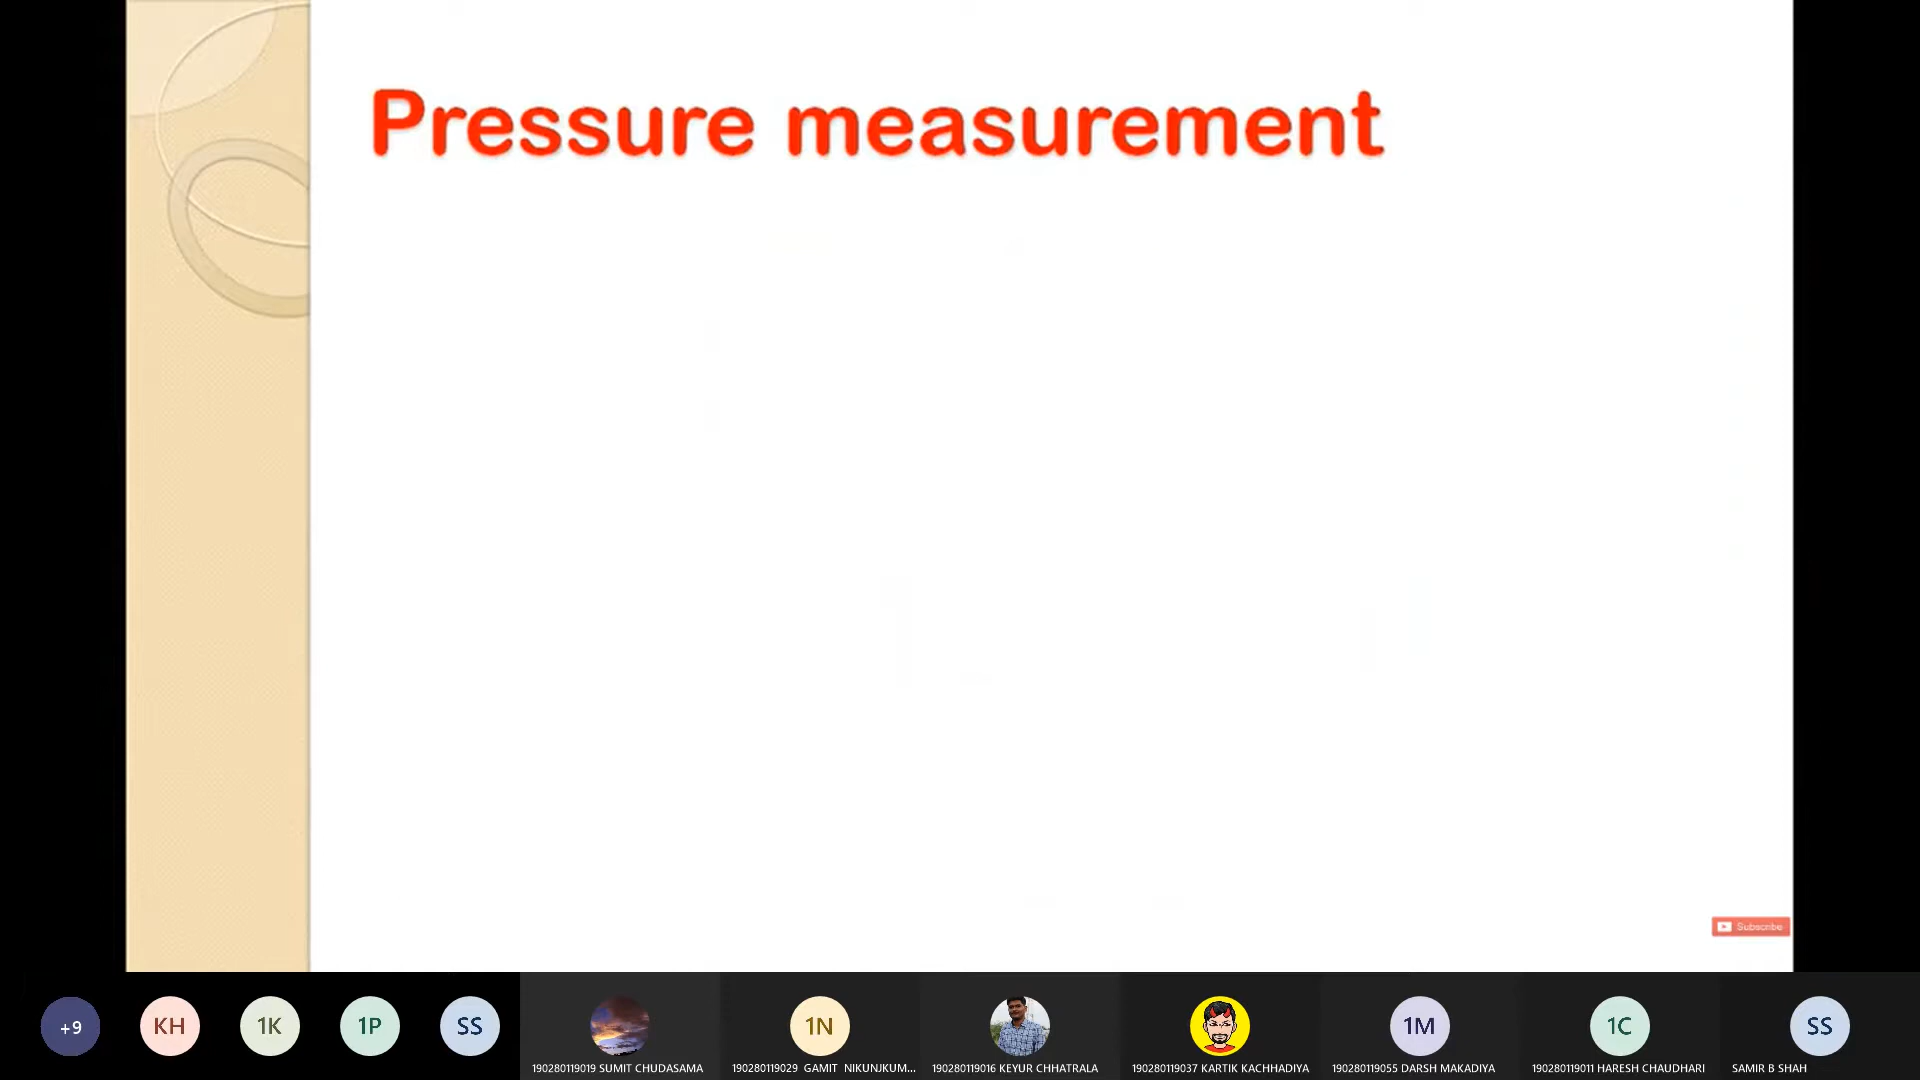 Pressure measurement
Subscribe
+9
KH
1K
1P
SS
1N
1M
1C
SS
190280119019 SUMIT CHUDASAMA
190280119029 GAMIT NIKUNJKUM...
190280119016 KEYUR CHHATRALA
190280119037 KARTIK KACHHADIYA
190280119055 DARSH MAKADIYA
190280119011 HARESH CHAUDHARI
SAMIR B SHAH